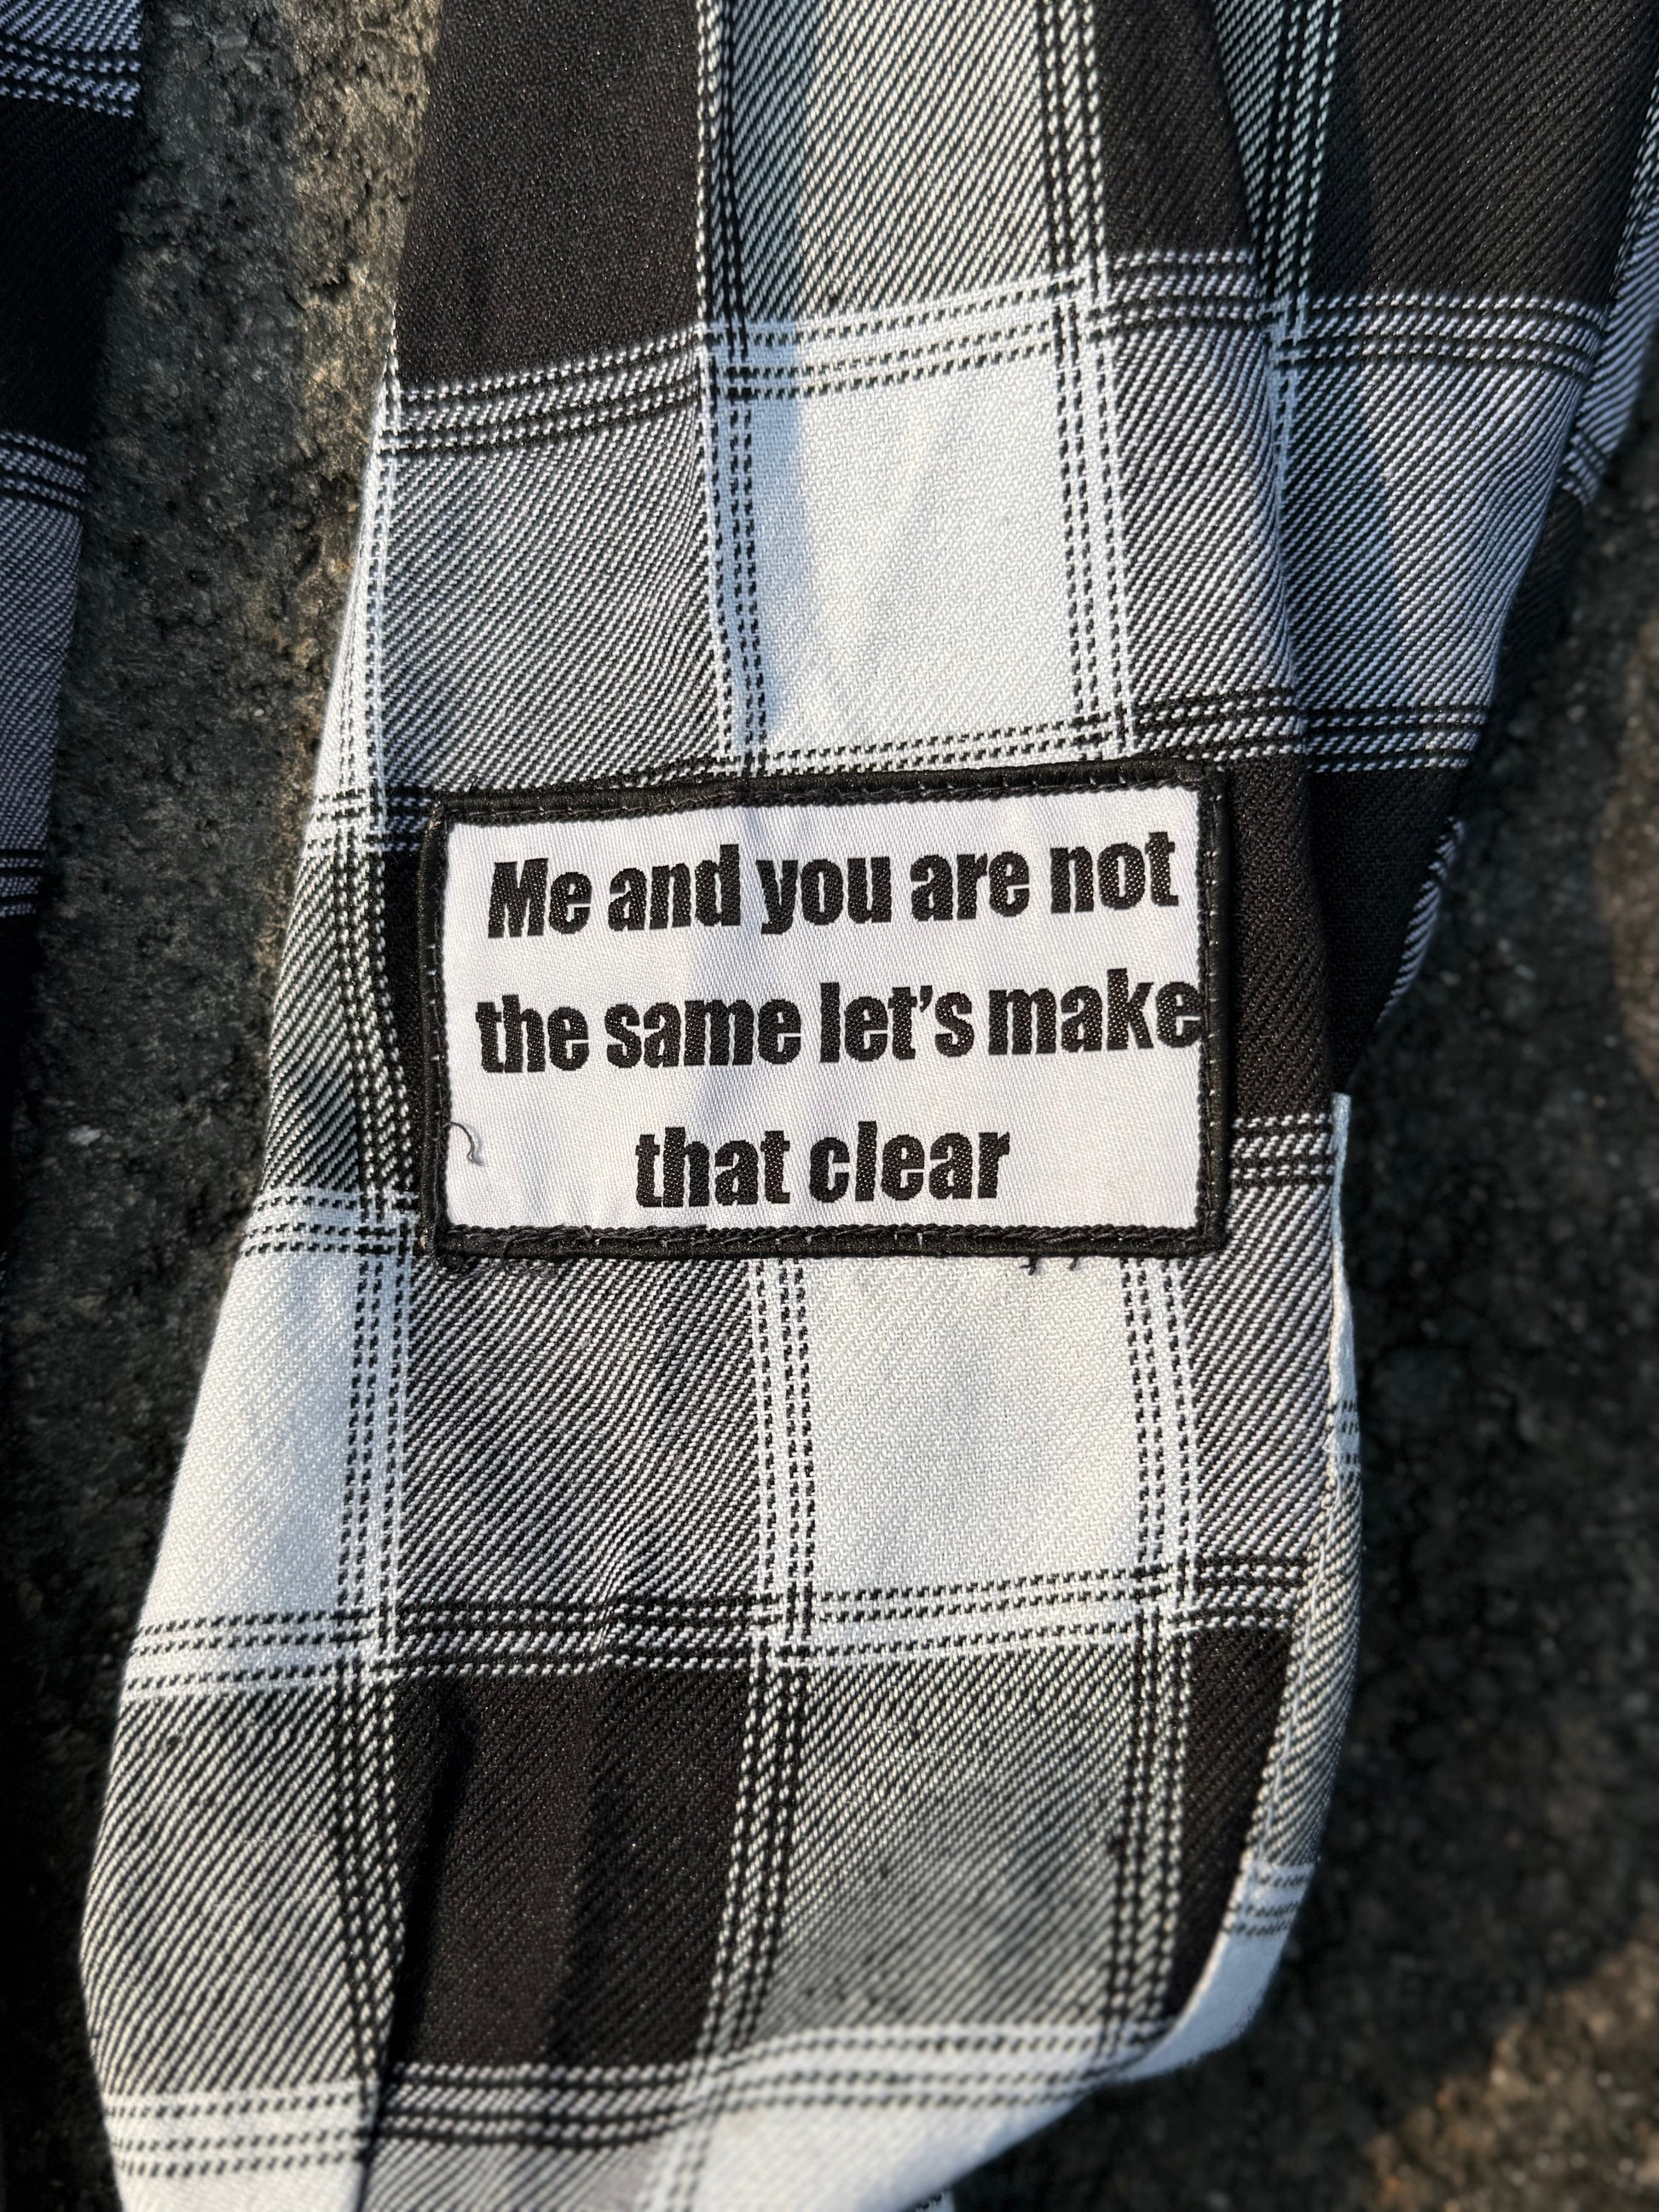 Me and you are not
the same let’s make
that clear